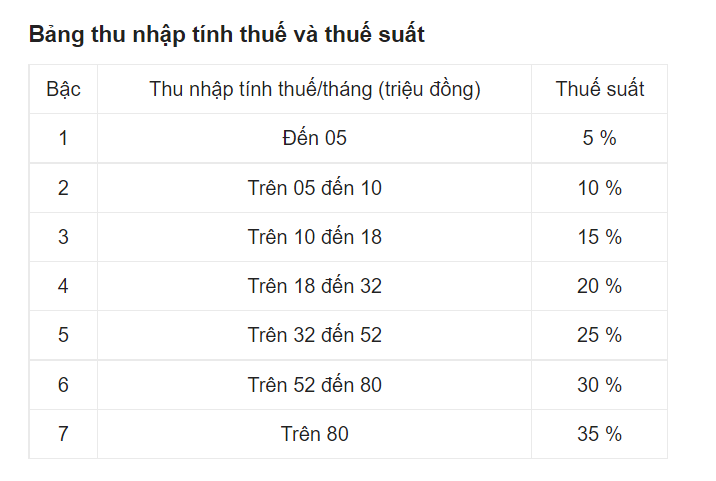 Bảng thu nhập tính thuế và thuế suất
Bậc Thu nhập tính thuế/tháng (triệu đồng) Thuế suất
1 Đến 05 5 %
2 Trên 05 đến 10 10 %
3 Trên 10 đến 18 15 %
4 Trên 18 đến 32 20 %
5 Trên 32 đến 52 25 %
6 Trên 52 đến 80 30 %
7 Trên 80 35 %